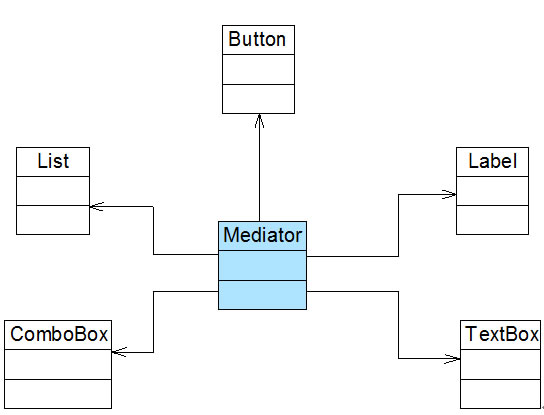 Button
List
Label
Mediator
ComboBox
TextBox